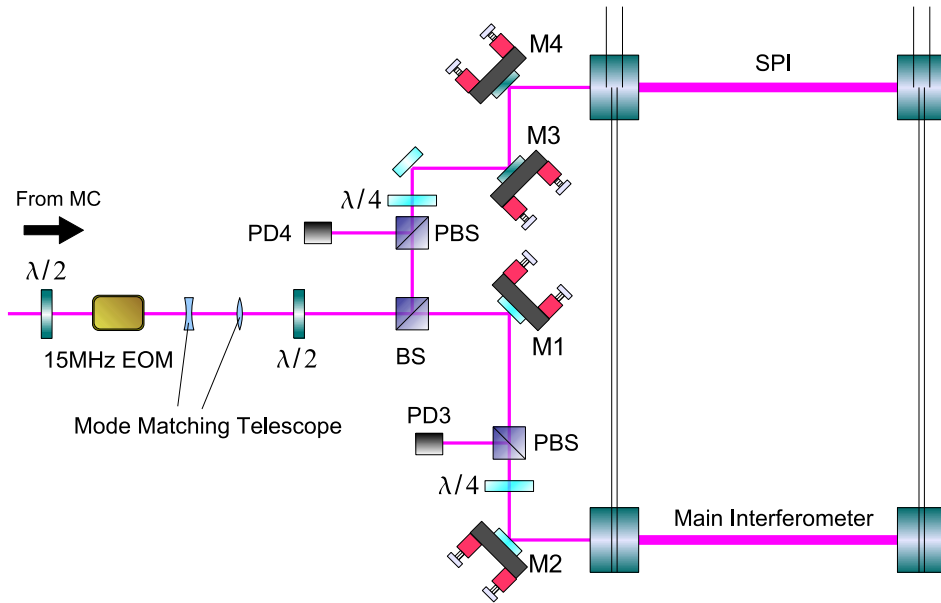 M4
SPI
M3
From MC
λ/4
PD4
PBS
λ/2
M1
15MHz EOM
λ/2
BS
Mode Matching Telescope
PD3
PBS
λ/4
Main Interferometer
M2